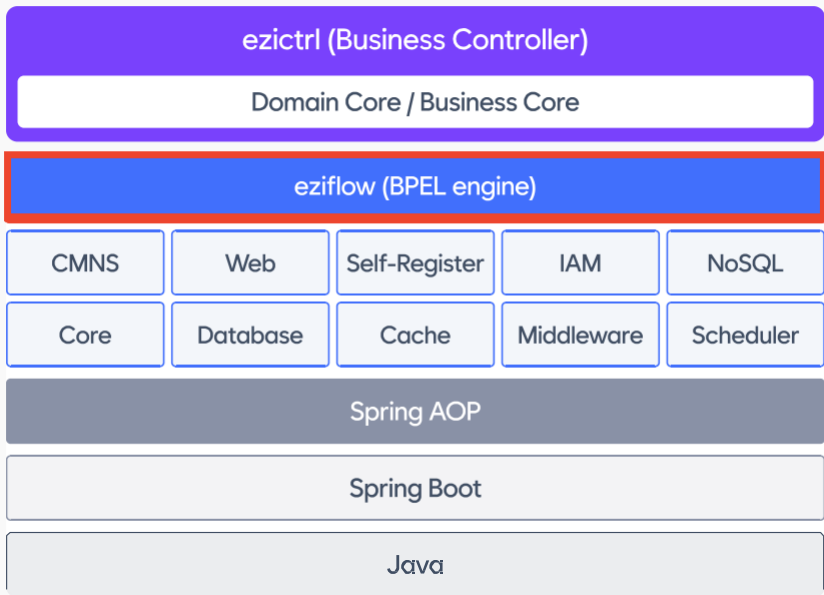 ezictrl (Business Controller)
Domain Core / Business Core
eziflow (BPEL engine)
CMNS Web Self-Register IAM NoSQL
Core Database Cache Middleware Scheduler
Spring AOP
Spring Boot
Java